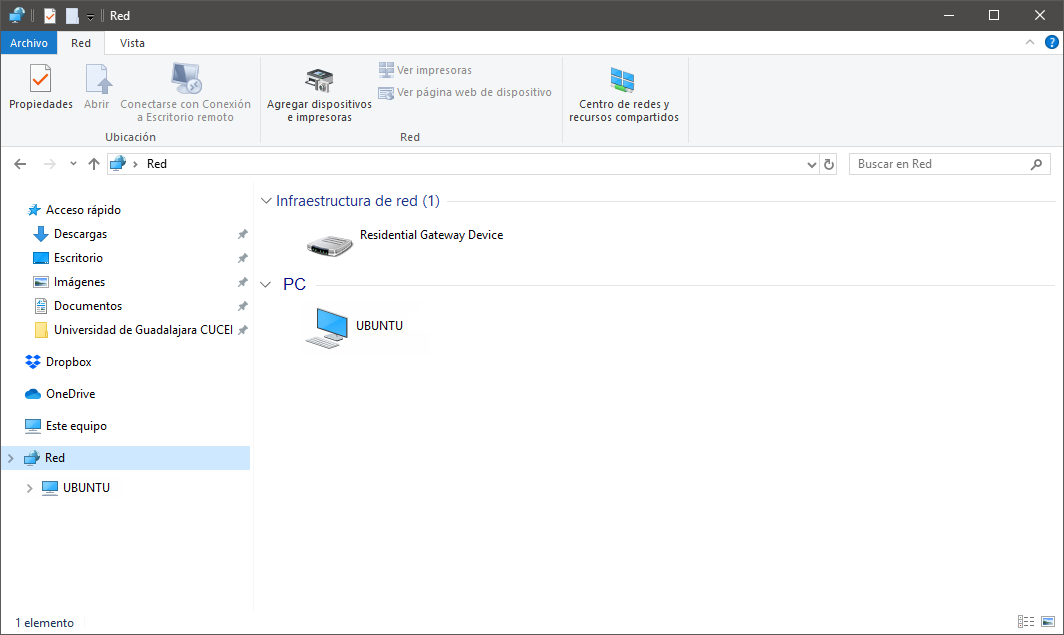 Red
Archivo
Red
Vista
?
Propiedades
Abrir
Conectarse con Conexión
a Escritorio remoto
Ubicación
Agregar dispositivos
e impresoras
Ver impresoras
Ver página web de dispositivo
Red
Centro de redes y
recursos compartidos
Red
Buscar en Red
Acceso rápido
Descargas
Escritorio
Imágenes
Documentos
Universidad de Guadalajara CUCEI
Dropbox
OneDrive
Este equipo
Red
UBUNTU
Infraestructura de red (1)
Residential Gateway Device
PC
UBUNTU
1 elemento